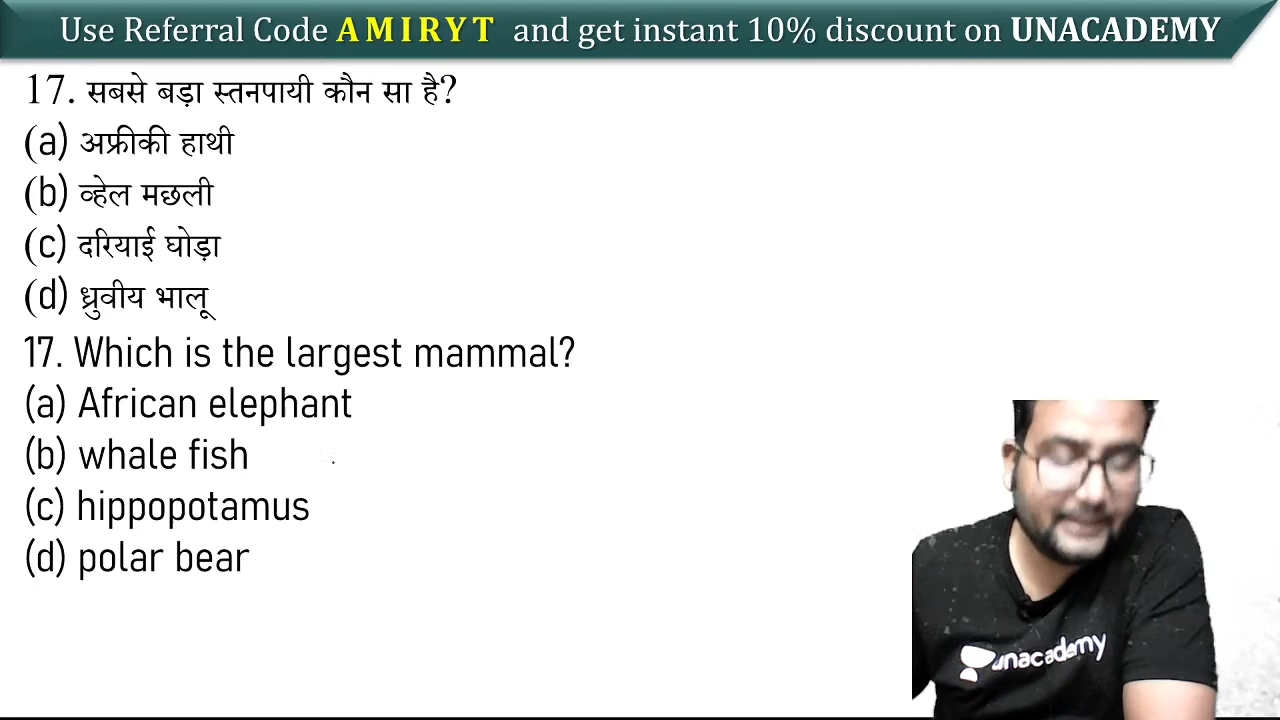 Use Referral Code AMIRYT and get instant 10% discount on UNACADEMY
17. सबसे बड़ा स्तनपायी कौन सा है?
(a) अफ्रीकी हाथी
(b) व्हेल मछली
(c) दरियाई घोड़ा
(d) ध्रुवीय भालू
17. Which is the largest mammal?
(a) African elephant
(b) whale fish
(c) hippopotamus
(d) polar bear
unacademy